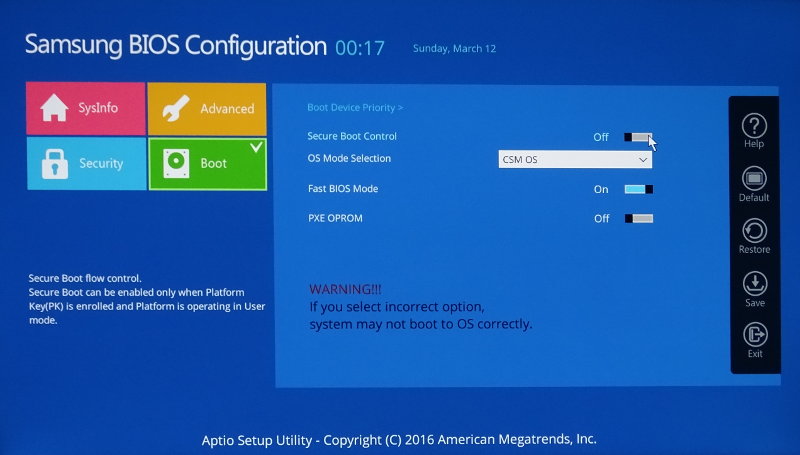 Samsung BIOS Configuration 00:17 Sunday, March 12
SysInfo
Advanced
Security
Boot
Boot Device Priority >
Secure Boot Control Off
OS Mode Selection CSM OS
Fast BIOS Mode On
PXE OPROM Off
WARNING!!!
If you select incorrect option,
system may not boot to OS correctly.
Secure Boot flow control.
Secure Boot can be enabled only when Platform
Key(PK) is enrolled and Platform is operating in User
mode.
Help
Default
Restore
Save
Exit
Aptio Setup Utility - Copyright (C) 2016 American Megatrends, Inc.